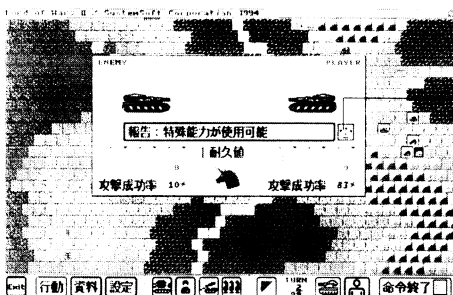 Lord of Wars II / SystemSoft Corporation 1994
ENEMY
PLAYER
報告：特殊能力が使用可能
耐久値
攻撃成功率 10%
攻撃成功率 83%
Exit 行動 資料 設定
TURN
命令終了